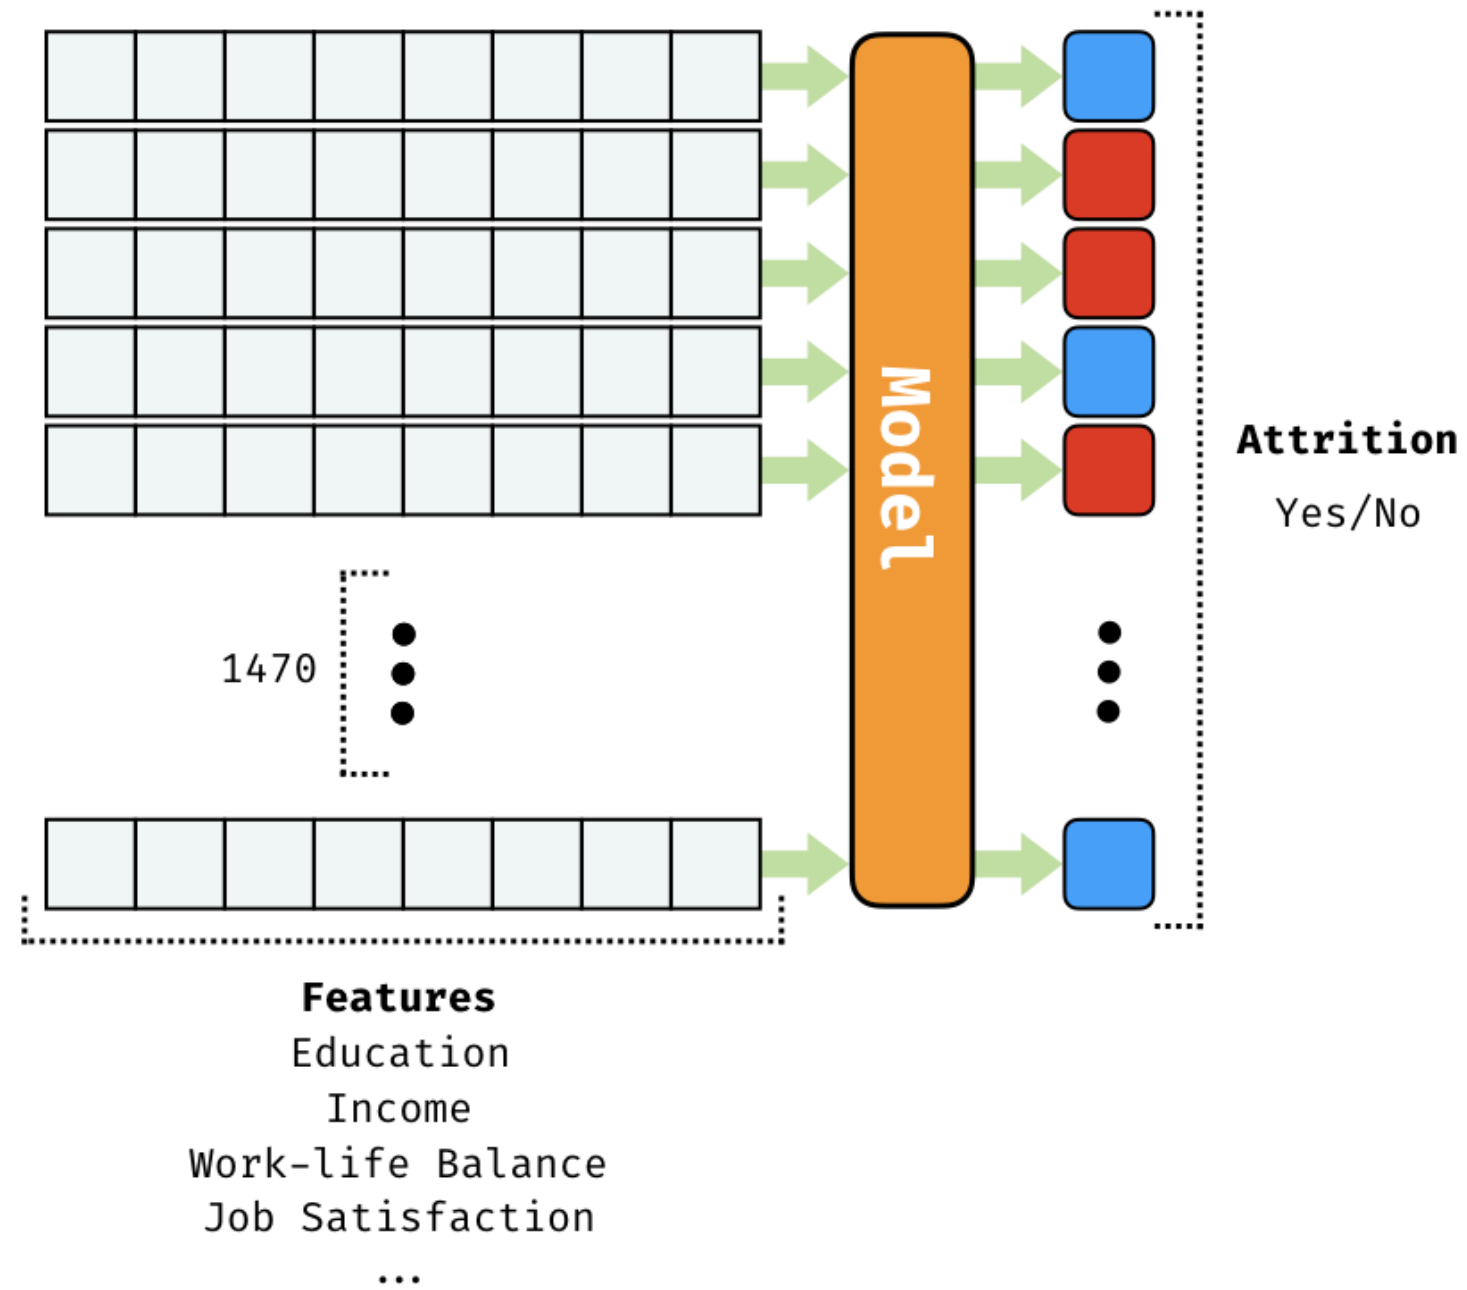 Model
Attrition
Yes/No
1470
Features
Education
Income
Work-life Balance
Job Satisfaction
...